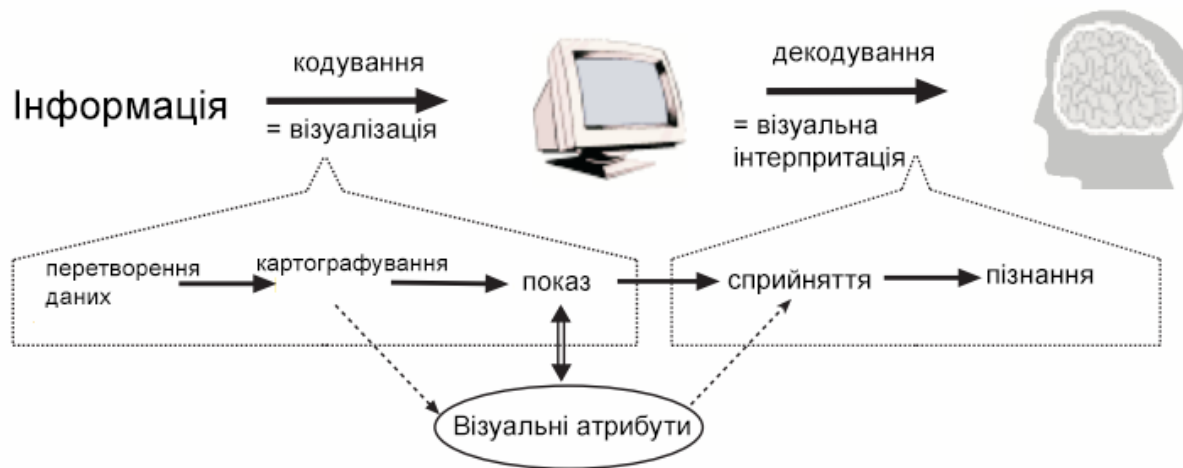 Інформація
кодування
= візуалізація
декодування
= візуальна
інтерпритація
перетворення
даних
картографування
показ
сприйняття
пізнання
Візуальні атрибути